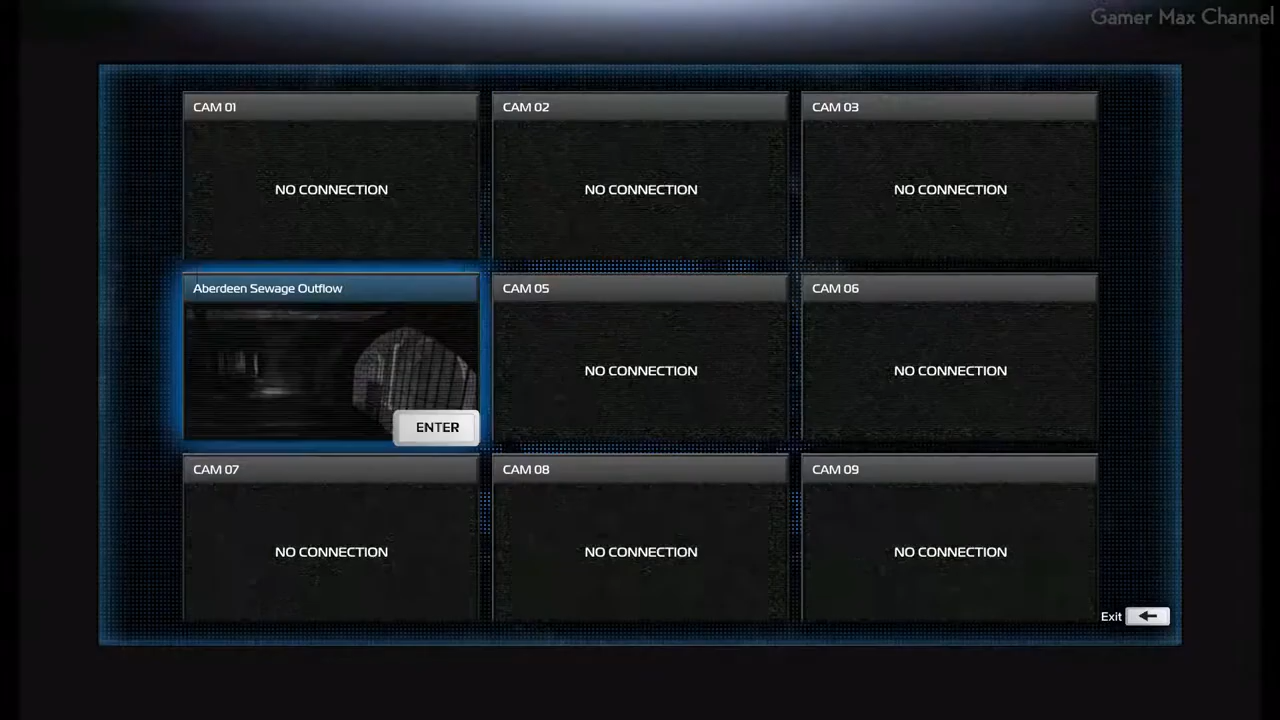 Gamer Max Channel
CAM 01
CAM 02
CAM 03
NO CONNECTION
NO CONNECTION
NO CONNECTION
Aberdeen Sewage Outflow
CAM 05
CAM 06
NO CONNECTION
NO CONNECTION
ENTER
CAM 07
CAM 08
CAM 09
NO CONNECTION
NO CONNECTION
NO CONNECTION
Exit